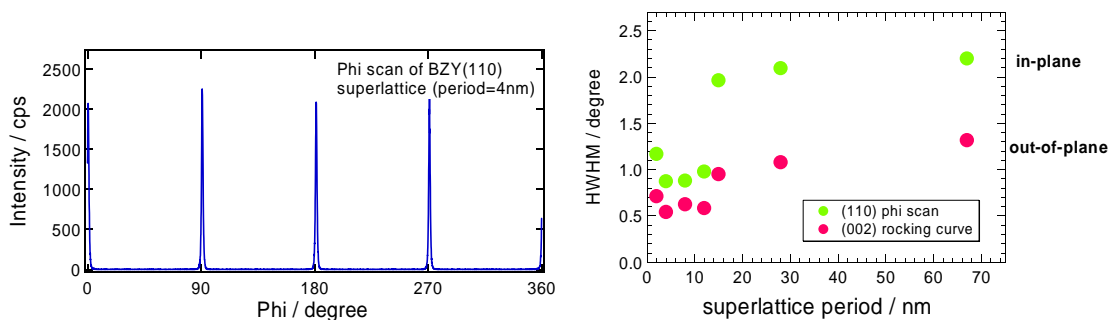 Phi scan of BZY(110)
superlattice (period=4nm)
2500
2000
1500
1000
500
0
Intensity / cps
0 90 180 270 360
Phi / degree
2.5
2.0
1.5
1.0
0.5
0.0
HWHM / degree
0 10 20 30 40 50 60 70
superlattice period / nm
(110) phi scan
(002) rocking curve
in-plane
out-of-plane